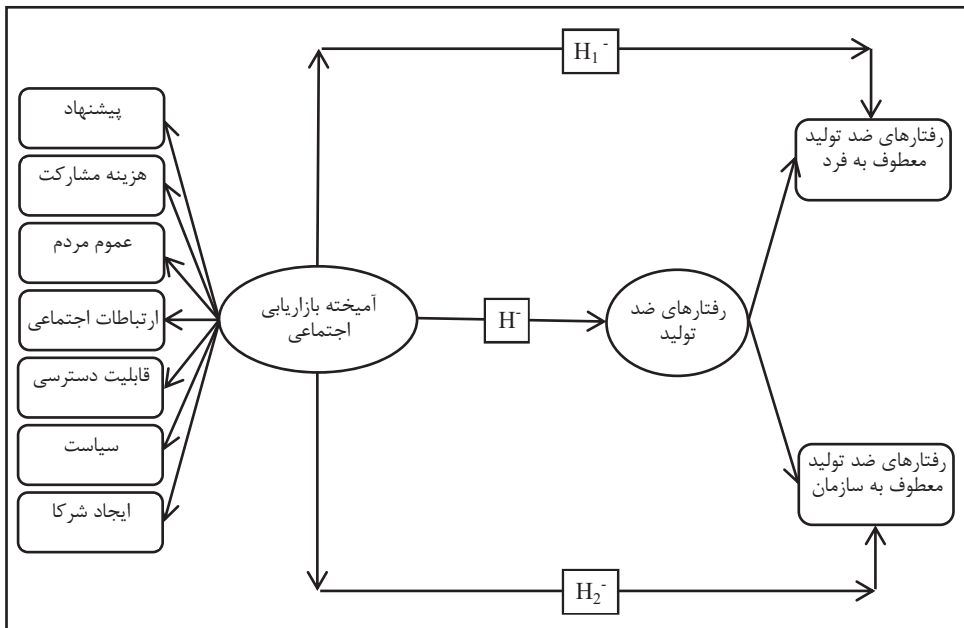 H₁⁻
پیشنهاد
هزینه مشارکت
عموم مردم
ارتباطات اجتماعی
قابلیت دسترسی
سیاست
ایجاد شرکا
آمیخته بازاریابی
اجتماعی
H⁻
رفتارهای ضد
تولید
رفتارهای ضد تولید
معطوف به فرد
رفتارهای ضد تولید
معطوف به سازمان
H₂⁻